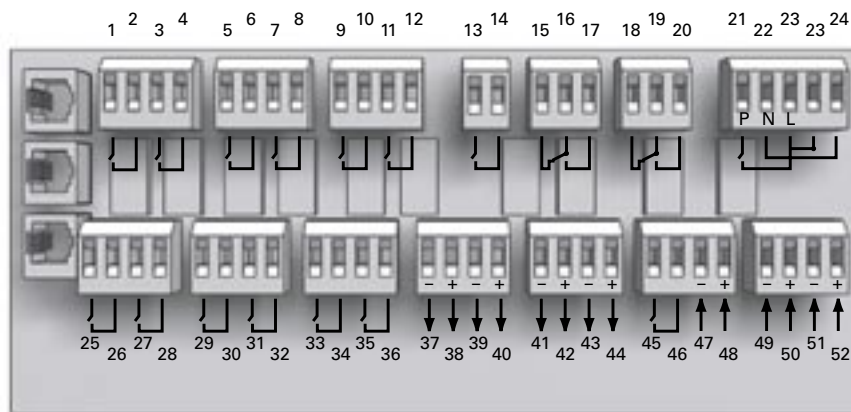 1 2 3 4 5 6 7 8 9 10 11 12 13 14 15 16 17 18 19 20 21 22 23 23 24
P N L
− + − + − + − + − + − + − +
25 26 27 28 29 30 31 32 33 34 35 36 37 38 39 40 41 42 43 44 45 46 47 48 49 50 51 52